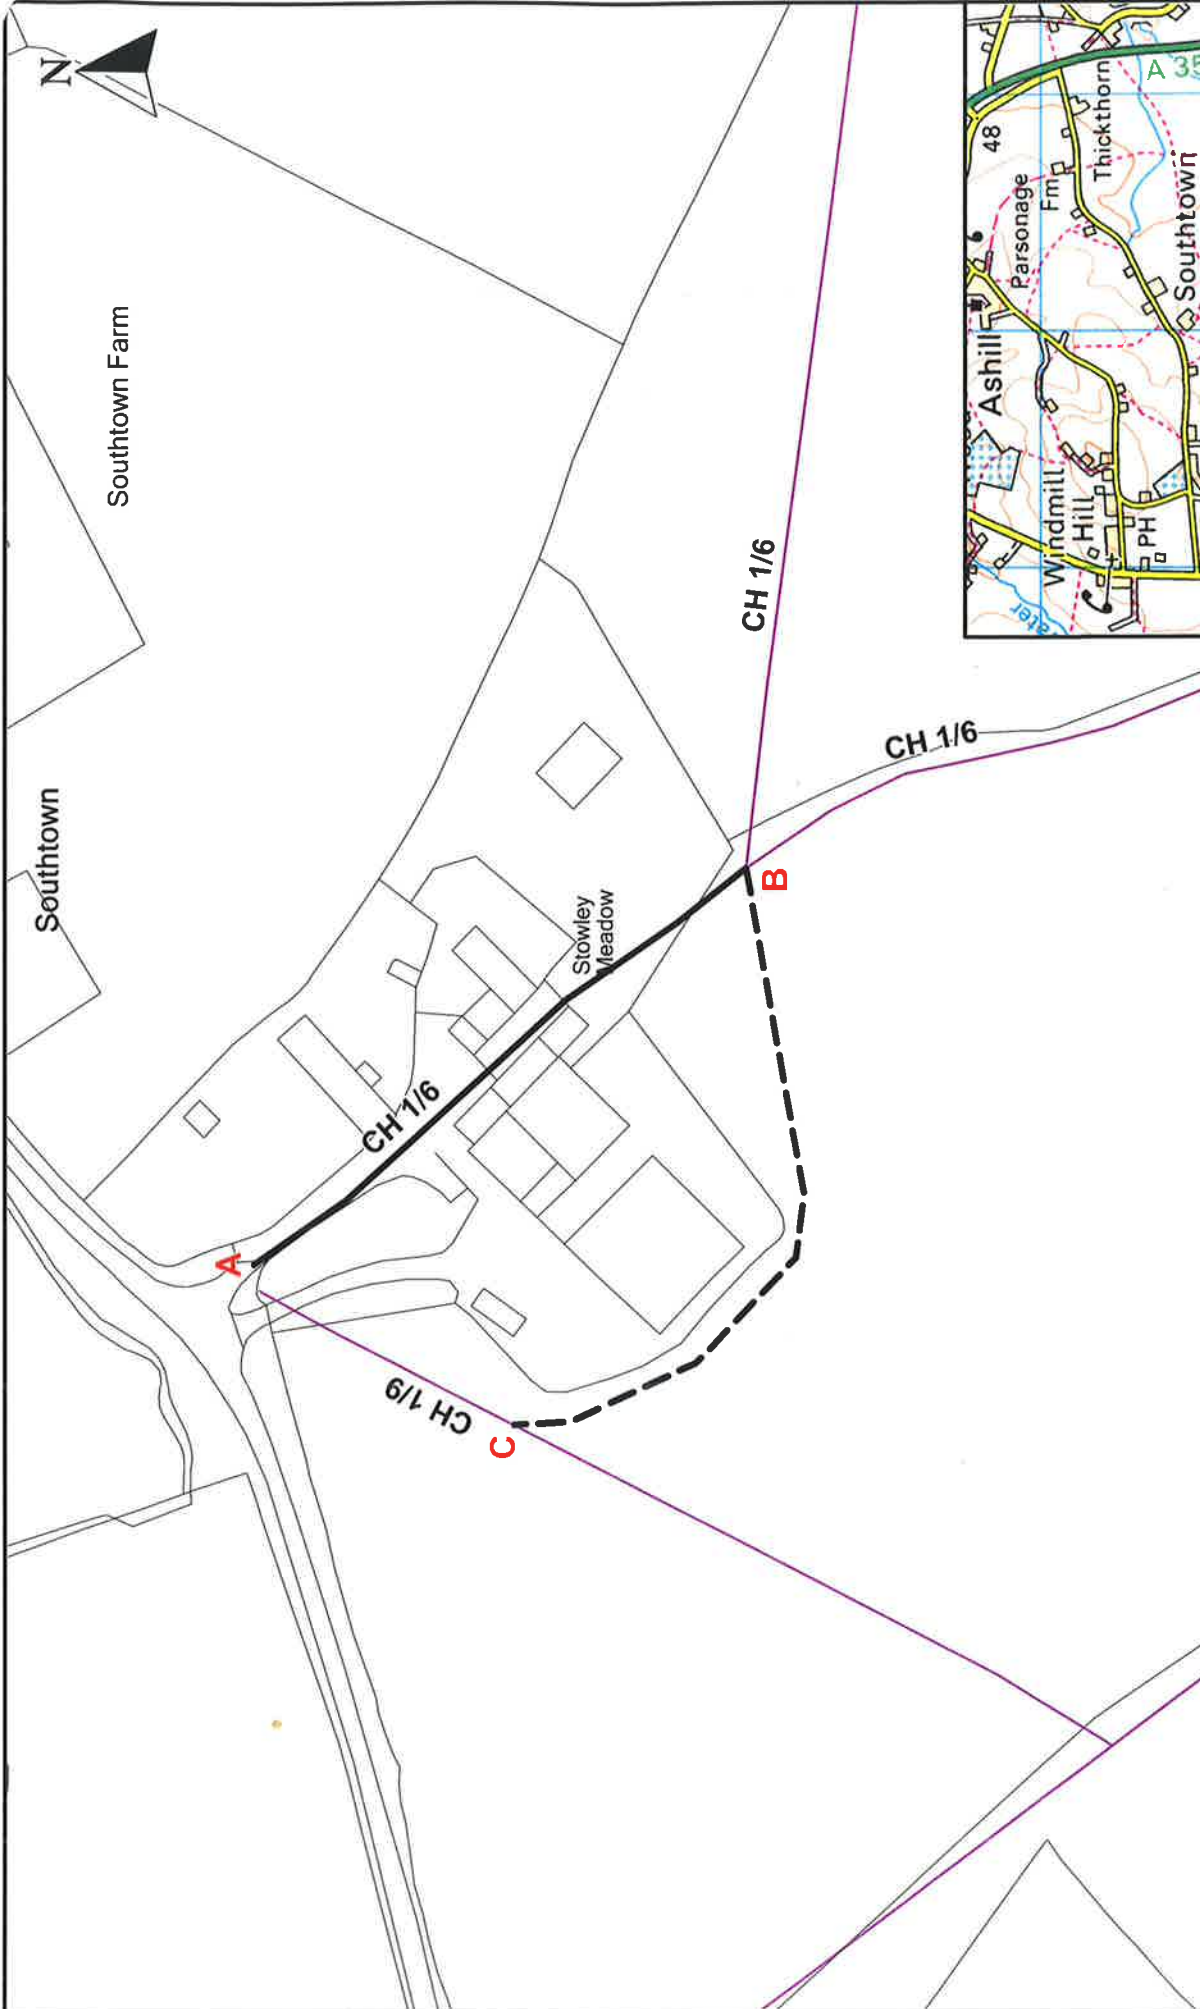 N
Southtown Farm
Southtown
CH 1/6
CH 1/6
Stowley
Meadow
B
CH 1/6
A
CH 1/9
C
Ashill
48
Parsonage
Fm
Thickthorn
A 35
Southtown
Windmill
Hill
PH
ater